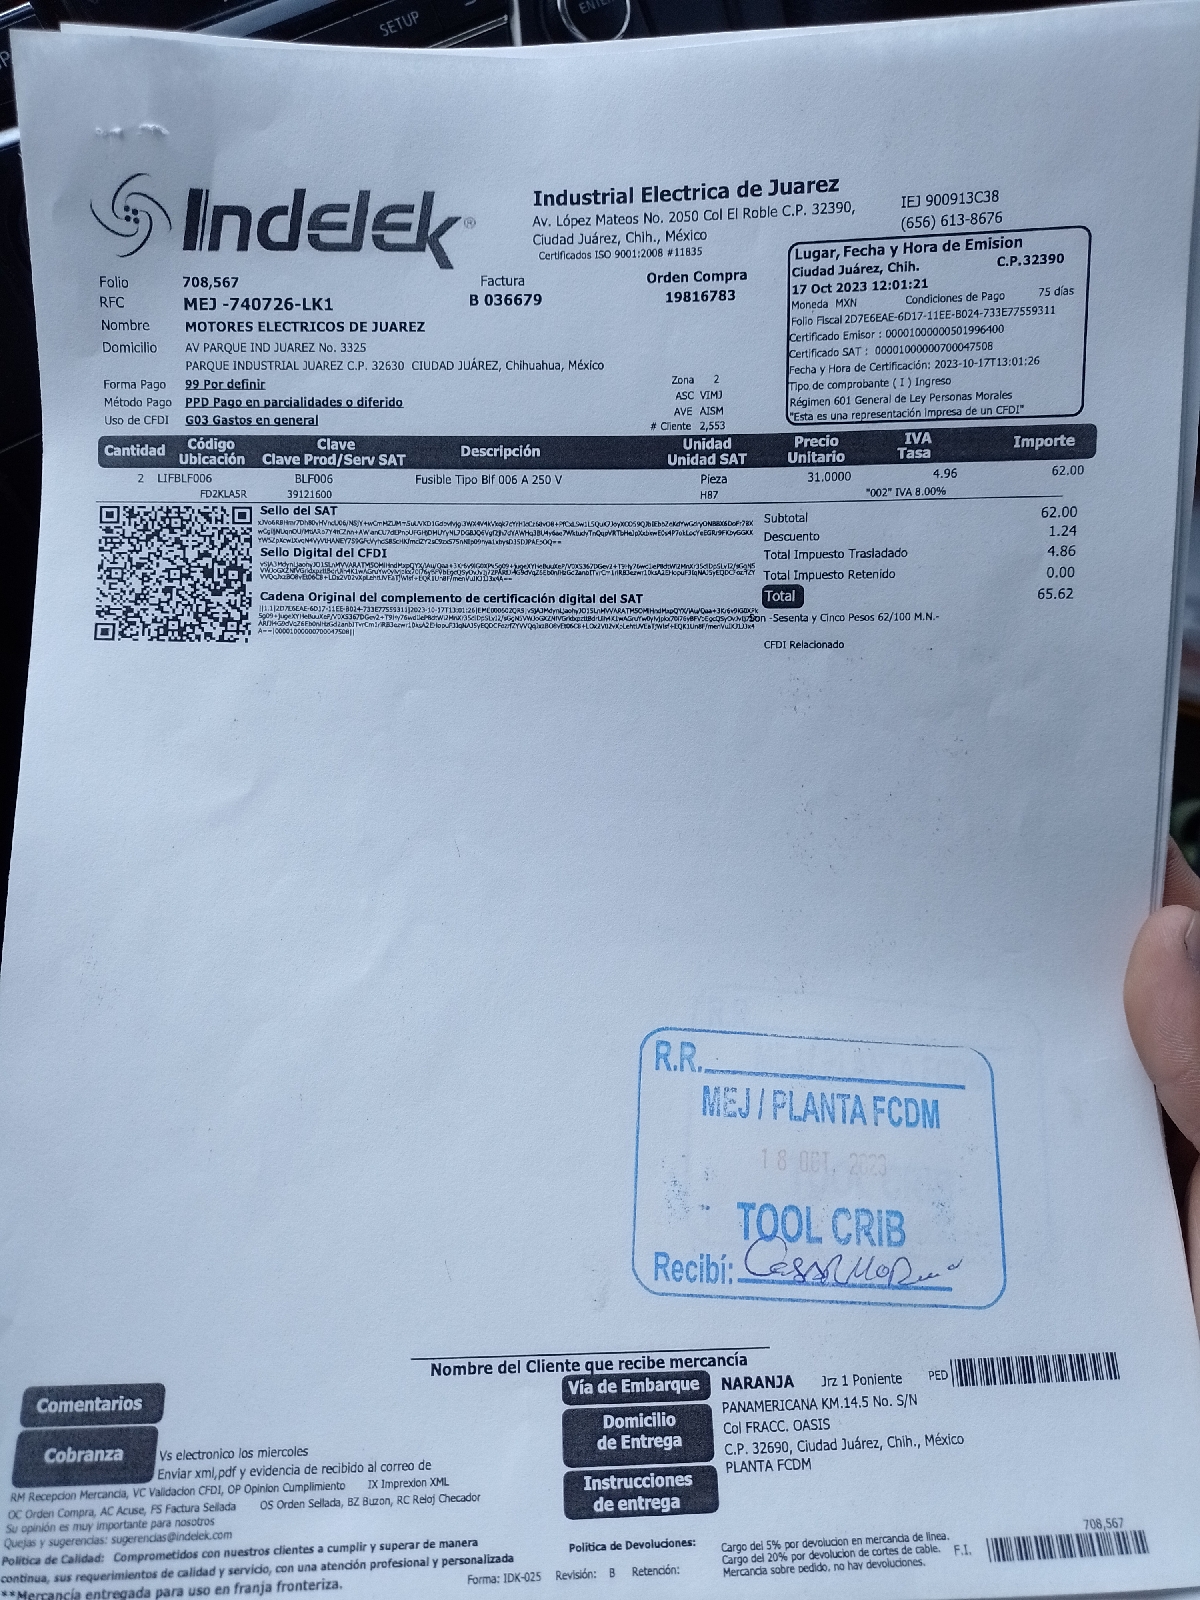 SETUP
ENTER
Indelek®
Industrial Electrica de Juarez
Av. López Mateos No. 2050 Col El Roble C.P. 32390,
Ciudad Juárez, Chih., México
Certificados ISO 9001:2008 #11835
IEJ 900913C38
(656) 613-8676
Lugar, Fecha y Hora de Emision
Ciudad Juárez, Chih. C.P.32390
17 Oct 2023 12:01:21
Moneda MXN Condiciones de Pago 75 días
Folio Fiscal 2D7E6EAE-6D17-11EE-B024-733E77559311
Certificado Emisor : 00001000000501996400
Certificado SAT : 00001000000700047508
Fecha y Hora de Certificación: 2023-10-17T13:01:26
Tipo de comprobante ( I ) Ingreso
Régimen 601 General de Ley Personas Morales
"Esta es una representación impresa de un CFDI"
Folio 708,567 Factura Orden Compra
RFC MEJ -740726-LK1 B 036679 19816783
Nombre MOTORES ELECTRICOS DE JUAREZ
Domicilio AV PARQUE IND JUAREZ No. 3325
PARQUE INDUSTRIAL JUAREZ C.P. 32630 CIUDAD JUÁREZ, Chihuahua, México
Forma Pago 99 Por definir Zona 2
Método Pago PPD Pago en parcialidades o diferido ASC VIMJ
AVE AISM
Uso de CFDI G03 Gastos en general # Cliente 2,553
Cantidad Código Ubicación Clave Clave Prod/Serv SAT Descripción Unidad Unidad SAT Precio Unitario IVA Tasa Importe
2 LIFBLF006 BLF006 Fusible Tipo Blf 006 A 250 V Pieza 31.0000 4.96 62.00
FD2KLA5R 39121600 H87 "002" IVA 8.00%
Sello del SAT
Sello Digital del CFDI
Cadena Original del complemento de certificación digital del SAT
Subtotal 62.00
Descuento 1.24
Total Impuesto Trasladado 4.86
Total Impuesto Retenido 0.00
Total 65.62
Son -Sesenta y Cinco Pesos 62/100 M.N.-
CFDI Relacionado
R.R.
MEJ / PLANTA FCDM
18 OCT. 2023
TOOL CRIB
Recibí:
Nombre del Cliente que recibe mercancía
Comentarios
Cobranza
Vs electronico los miercoles
Enviar xml,pdf y evidencia de recibido al correo de
RM Recepcion Mercancia, VC Validacion CFDI, OP Opinion Cumplimiento IX Imprexion XML
OC Orden Compra, AC Acuse, FS Factura Sellada OS Orden Sellada, BZ Buzon, RC Reloj Checador
Su opinión es muy importante para nosotros
Quejas y sugerencias: sugerencias@indelek.com
Politica de Calidad: Comprometidos con nuestros clientes a cumplir y superar de manera
continua, sus requerimientos de calidad y servicio, con una atención profesional y personalizada
**Mercancía entregada para uso en franja fronteriza.
Vía de Embarque NARANJA Jrz 1 Poniente PED
Domicilio de Entrega
PANAMERICANA KM.14.5 No. S/N
Col FRACC. OASIS
C.P. 32690, Ciudad Juárez, Chih., México
PLANTA FCDM
Instrucciones de entrega
Politica de Devoluciones:
Cargo del 5% por devolucion en mercancia de linea.
Cargo del 20% por devolucion de cortes de cable.
Mercancia sobre pedido, no hay devoluciones.
Forma: IDK-025 Revisión: B Retención:
F.I.
708,567